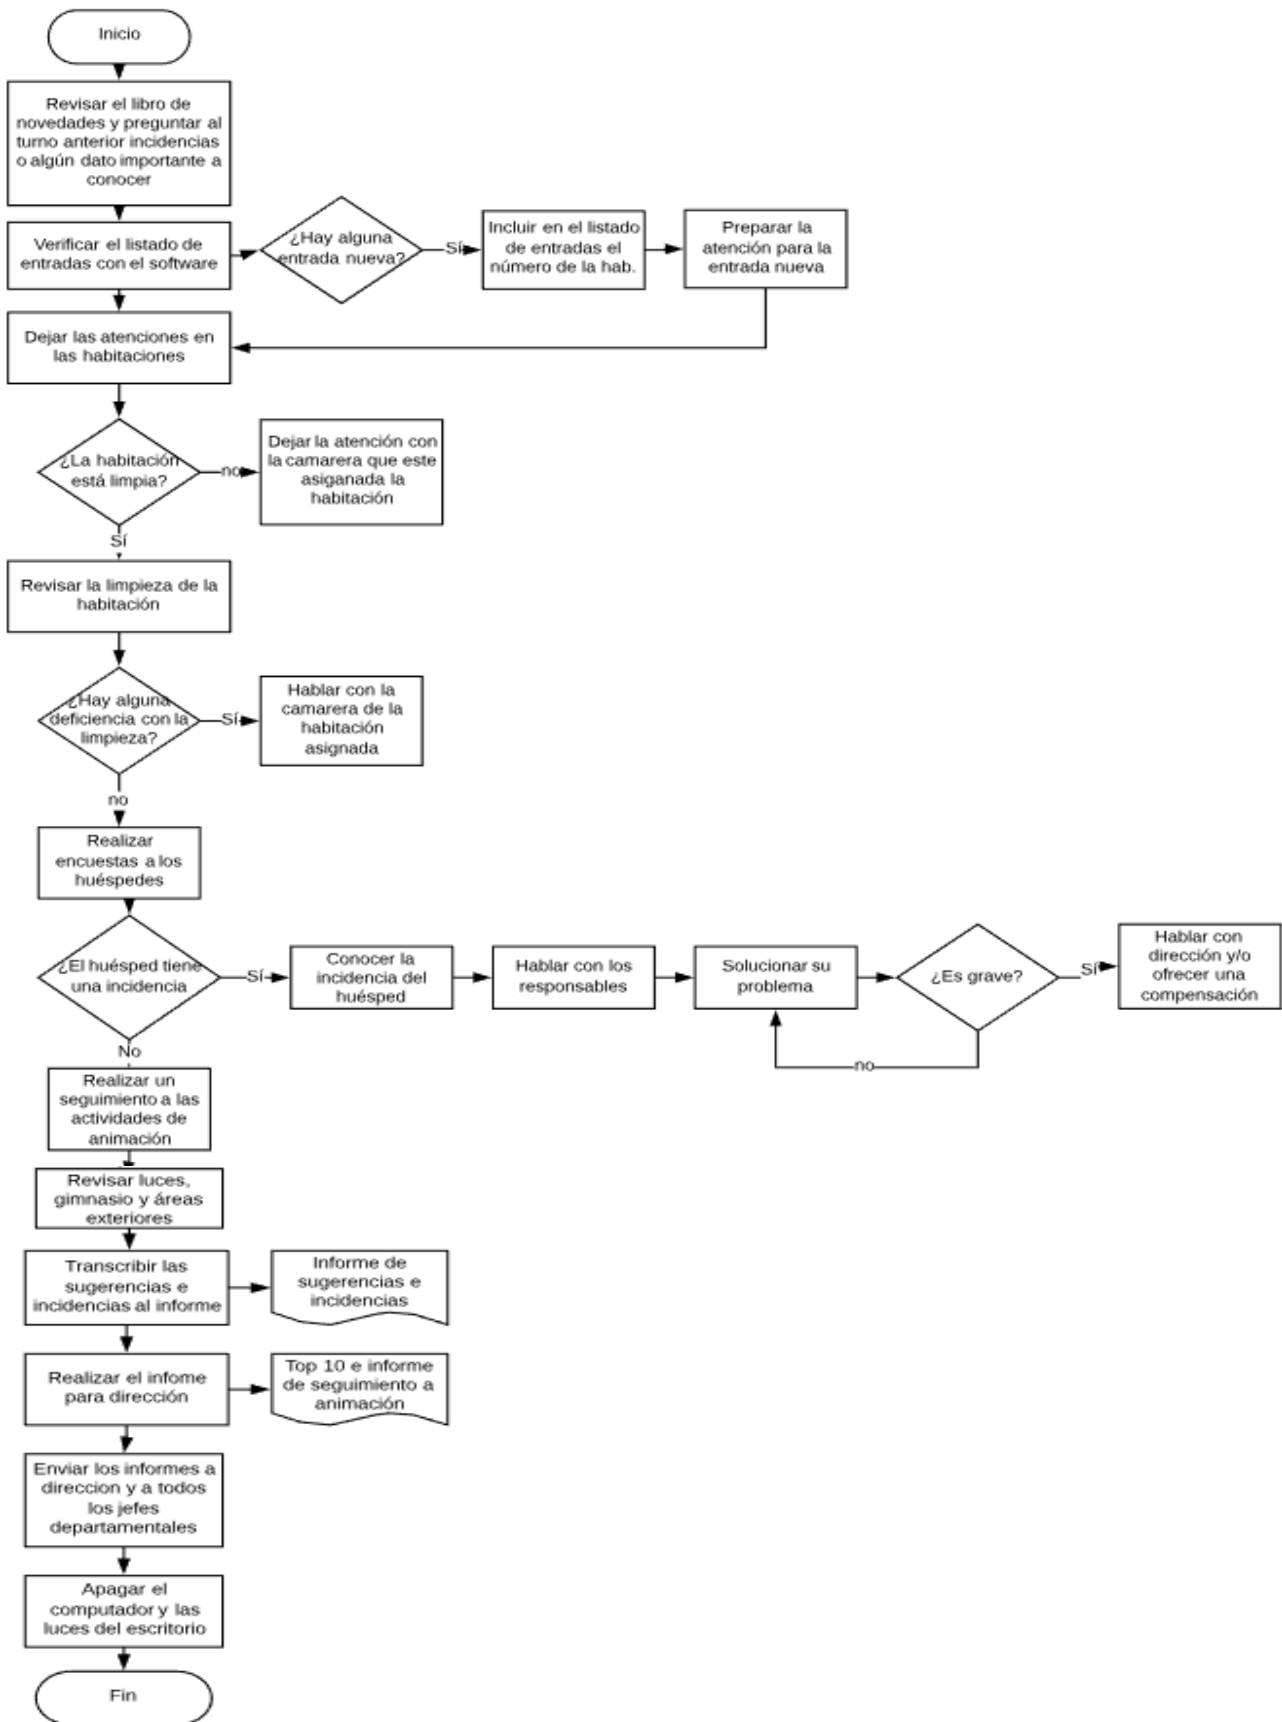 Inicio
Revisar el libro de
novedades y preguntar al
turno anterior incidencias
o algún dato importante a
conocer
Verificar el listado de
entradas con el software
¿Hay alguna
entrada nueva?
Sí
Incluir en el listado
de entradas el
número de la hab.
Preparar la
atención para la
entrada nueva
Dejar las atenciones en
las habitaciones
¿La habitación
está limpia?
no
Dejar la atención con
la camarera que este
asiganada la
habitación
Sí
Revisar la limpieza de la
habitación
¿Hay alguna
deficiencia con la
limpieza?
Sí
Hablar con la
camarera de la
habitación
asignada
no
Realizar
encuestas a los
huéspedes
¿El huésped tiene
una incidencia
Sí
Conocer la
incidencia del
huésped
Hablar con los
responsables
Solucionar su
problema
¿Es grave?
Sí
Hablar con
dirección y/o
ofrecer una
compensación
no
No
Realizar un
seguimiento a las
actividades de
animación
Revisar luces,
gimnasio y áreas
exteriores
Transcribir las
sugerencias e
incidencias al informe
Informe de
sugerencias e
incidencias
Realizar el infome
para dirección
Top 10 e informe
de seguimiento a
animación
Enviar los informes a
direccion y a todos
los jefes
departamentales
Apagar el
computador y las
luces del escritorio
Fin